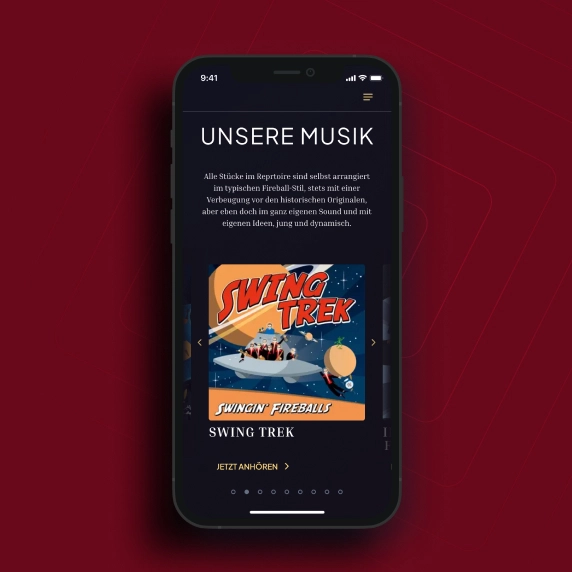 9:41
UNSERE MUSIK
Alle Stücke im Reprtoire sind selbst arrangiert
im typischen Fireball-Stil, stets mit einer
Verbeugung vor den historischen Originalen,
aber eben doch im ganz eigenen Sound und mit
eigenen Ideen, jung und dynamisch.
SWING
TREK
SWINGIN' FIREBALLS
SWING TREK
JETZT ANHÖREN